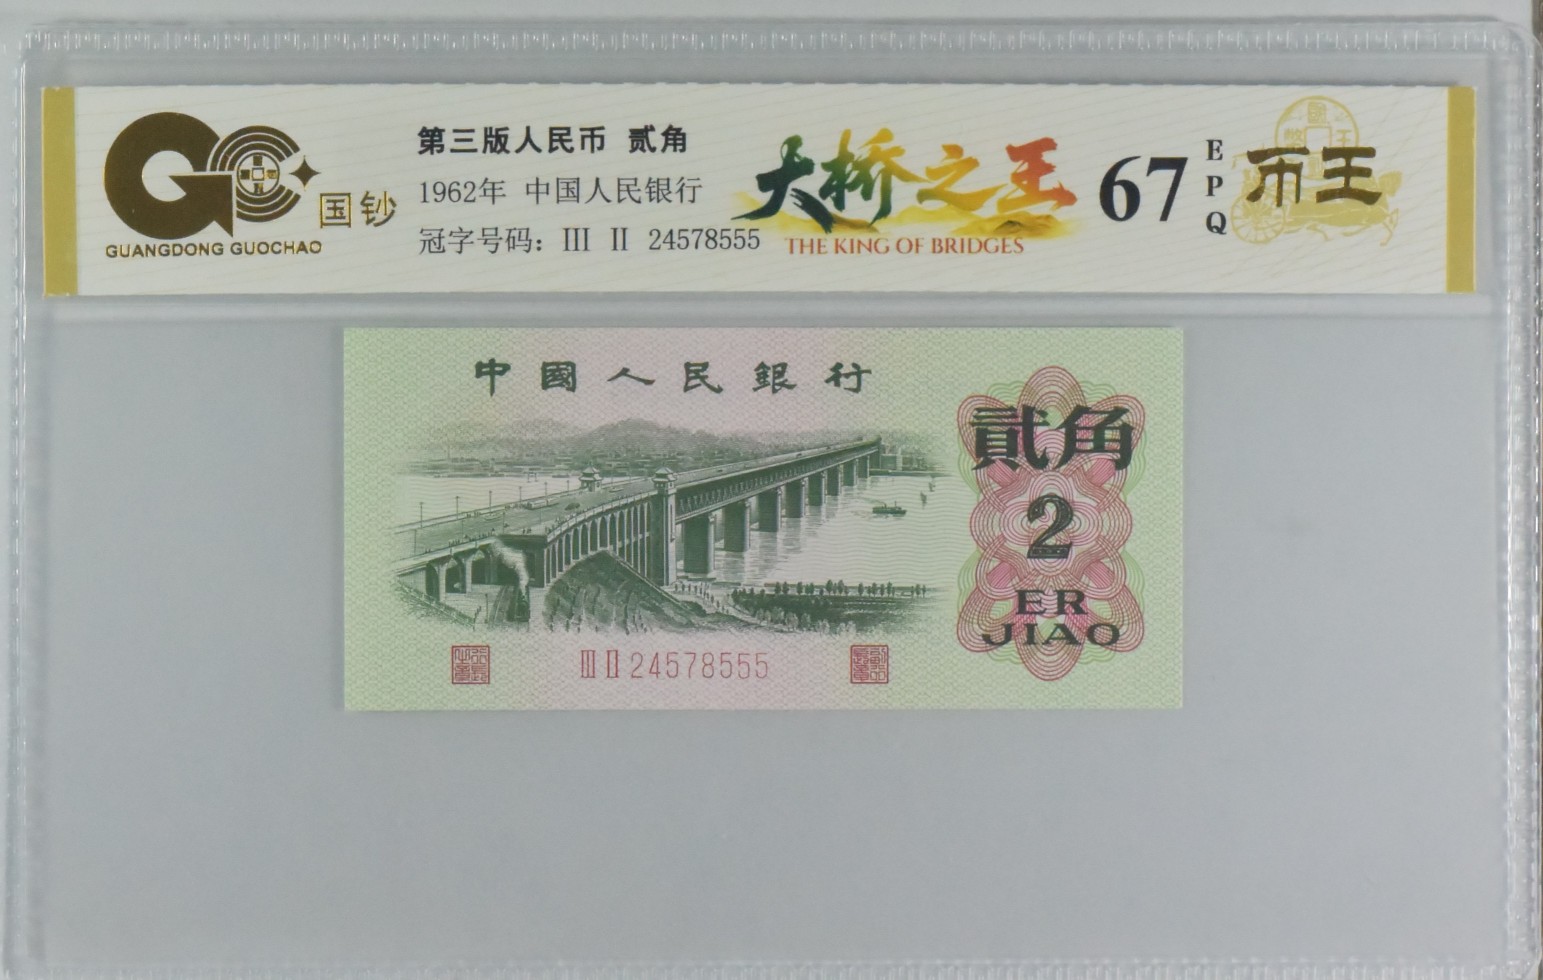 GUANGDONG GUOCHAO
国钞
第三版人民币 贰角
1962年 中国人民银行
冠字号码：III II 24578555
大桥之王
THE KING OF BRIDGES
67
EPQ
币王
中國人民銀行
貳角
2
ER
JIAO
III II 24578555